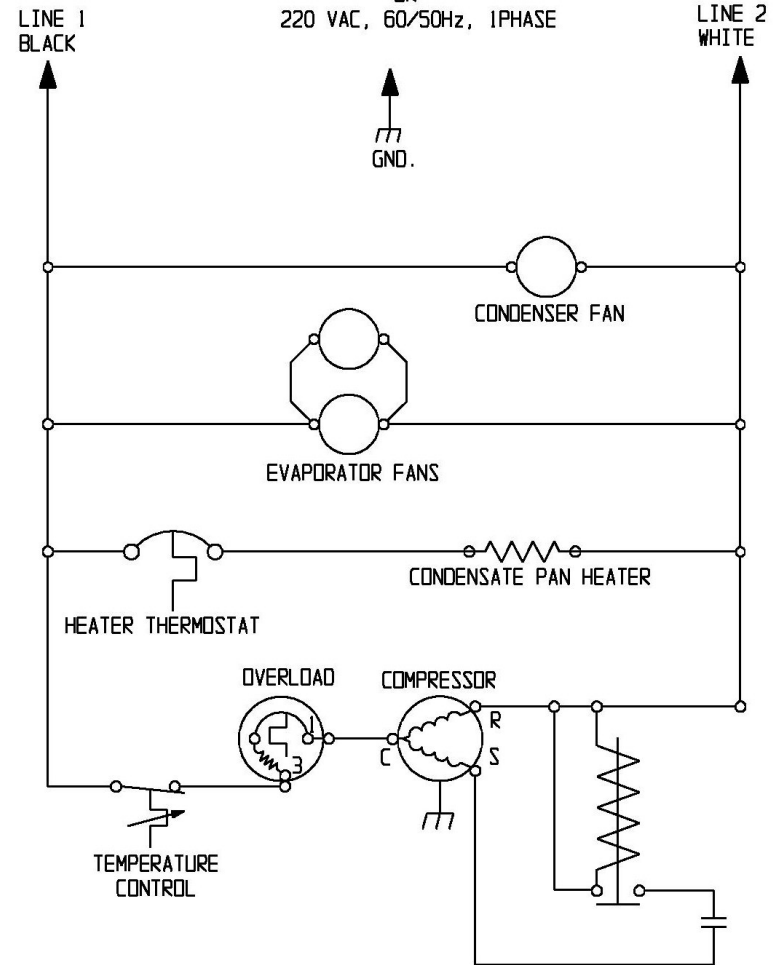 LINE 1
BLACK
220 VAC, 60/50Hz, 1PHASE
LINE 2
WHITE
GND.
CONDENSER FAN
EVAPORATOR FANS
CONDENSATE PAN HEATER
HEATER THERMOSTAT
OVERLOAD
COMPRESSOR
1
R
C
S
3
TEMPERATURE
CONTROL